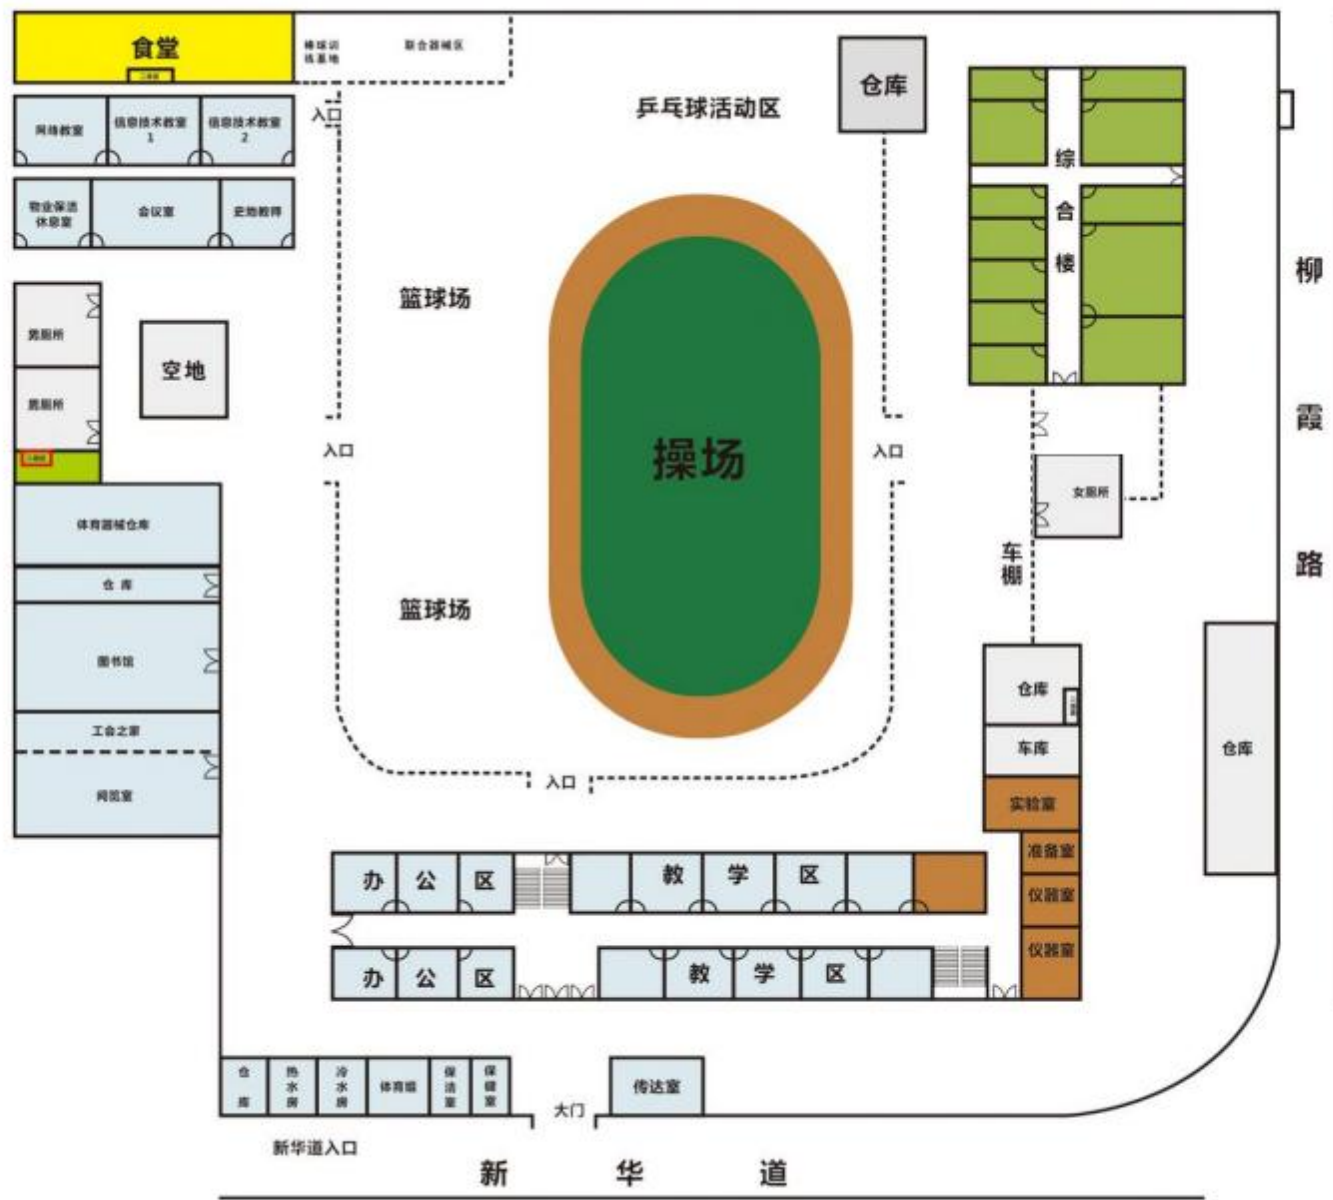 食堂
棒球训
练基地
联合器械区
入口
乒乓球活动区
仓库
网络教室
信息技术教室
1
信息技术教室
2
综
合
楼
物业保洁
休息室
会议室
史地教研
柳
霞
路
篮球场
男厕所
空地
男厕所
入口
操场
入口
女厕所
体育器械仓库
车
棚
仓 库
篮球场
图书馆
仓库
工会之家
车库
仓库
阅览室
入口
实验室
准备室
办 公 区
教 学 区
仪器室
仪器室
办 公 区
教 学 区
仓
库
热
水
房
冷
水
房
体育组
保
洁
室
保
健
室
传达室
大门
新华道入口
新 华 道